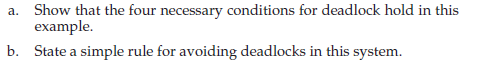 a. Show that the four necessary conditions for deadlock hold in this
example.
b. State a simple rule for avoiding deadlocks in this system.